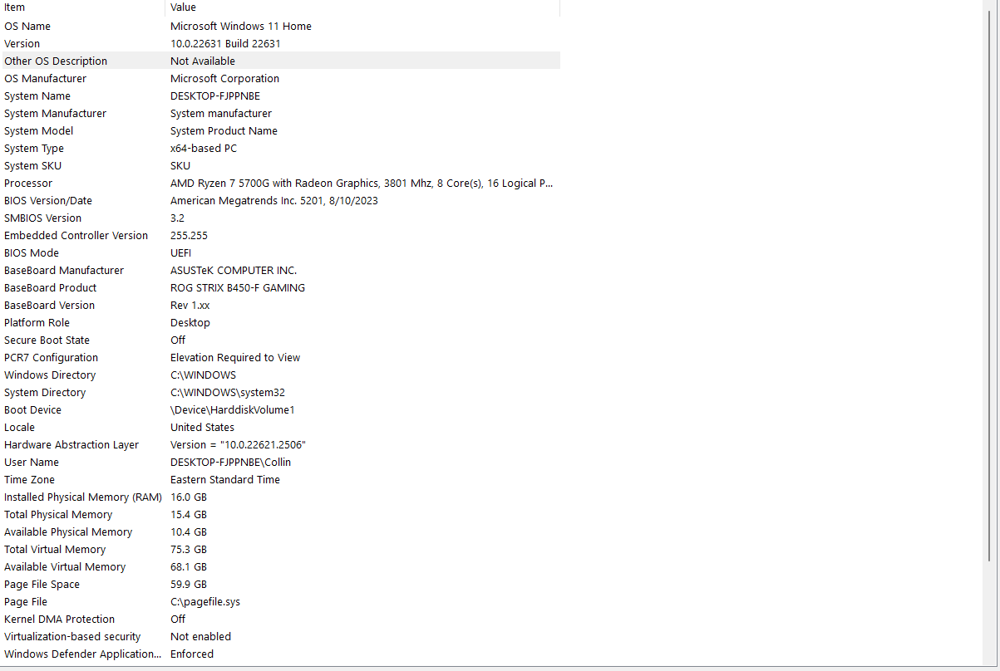 Item Value
OS Name Microsoft Windows 11 Home
Version 10.0.22631 Build 22631
Other OS Description Not Available
OS Manufacturer Microsoft Corporation
System Name DESKTOP-FJPPNBE
System Manufacturer System manufacturer
System Model System Product Name
System Type x64-based PC
System SKU SKU
Processor AMD Ryzen 7 5700G with Radeon Graphics, 3801 Mhz, 8 Core(s), 16 Logical P...
BIOS Version/Date American Megatrends Inc. 5201, 8/10/2023
SMBIOS Version 3.2
Embedded Controller Version 255.255
BIOS Mode UEFI
BaseBoard Manufacturer ASUSTeK COMPUTER INC.
BaseBoard Product ROG STRIX B450-F GAMING
BaseBoard Version Rev 1.xx
Platform Role Desktop
Secure Boot State Off
PCR7 Configuration Elevation Required to View
Windows Directory C:\WINDOWS
System Directory C:\WINDOWS\system32
Boot Device \Device\HarddiskVolume1
Locale United States
Hardware Abstraction Layer Version = "10.0.22621.2506"
User Name DESKTOP-FJPPNBE\Collin
Time Zone Eastern Standard Time
Installed Physical Memory (RAM) 16.0 GB
Total Physical Memory 15.4 GB
Available Physical Memory 10.4 GB
Total Virtual Memory 75.3 GB
Available Virtual Memory 68.1 GB
Page File Space 59.9 GB
Page File C:\pagefile.sys
Kernel DMA Protection Off
Virtualization-based security Not enabled
Windows Defender Application... Enforced